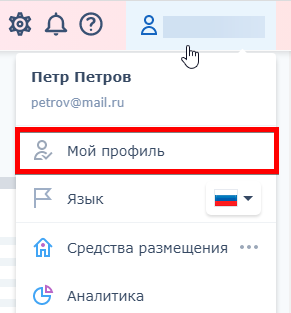 Петр Петров
petrov@mail.ru
Мой профиль
Язык
Средства размещения
Аналитика